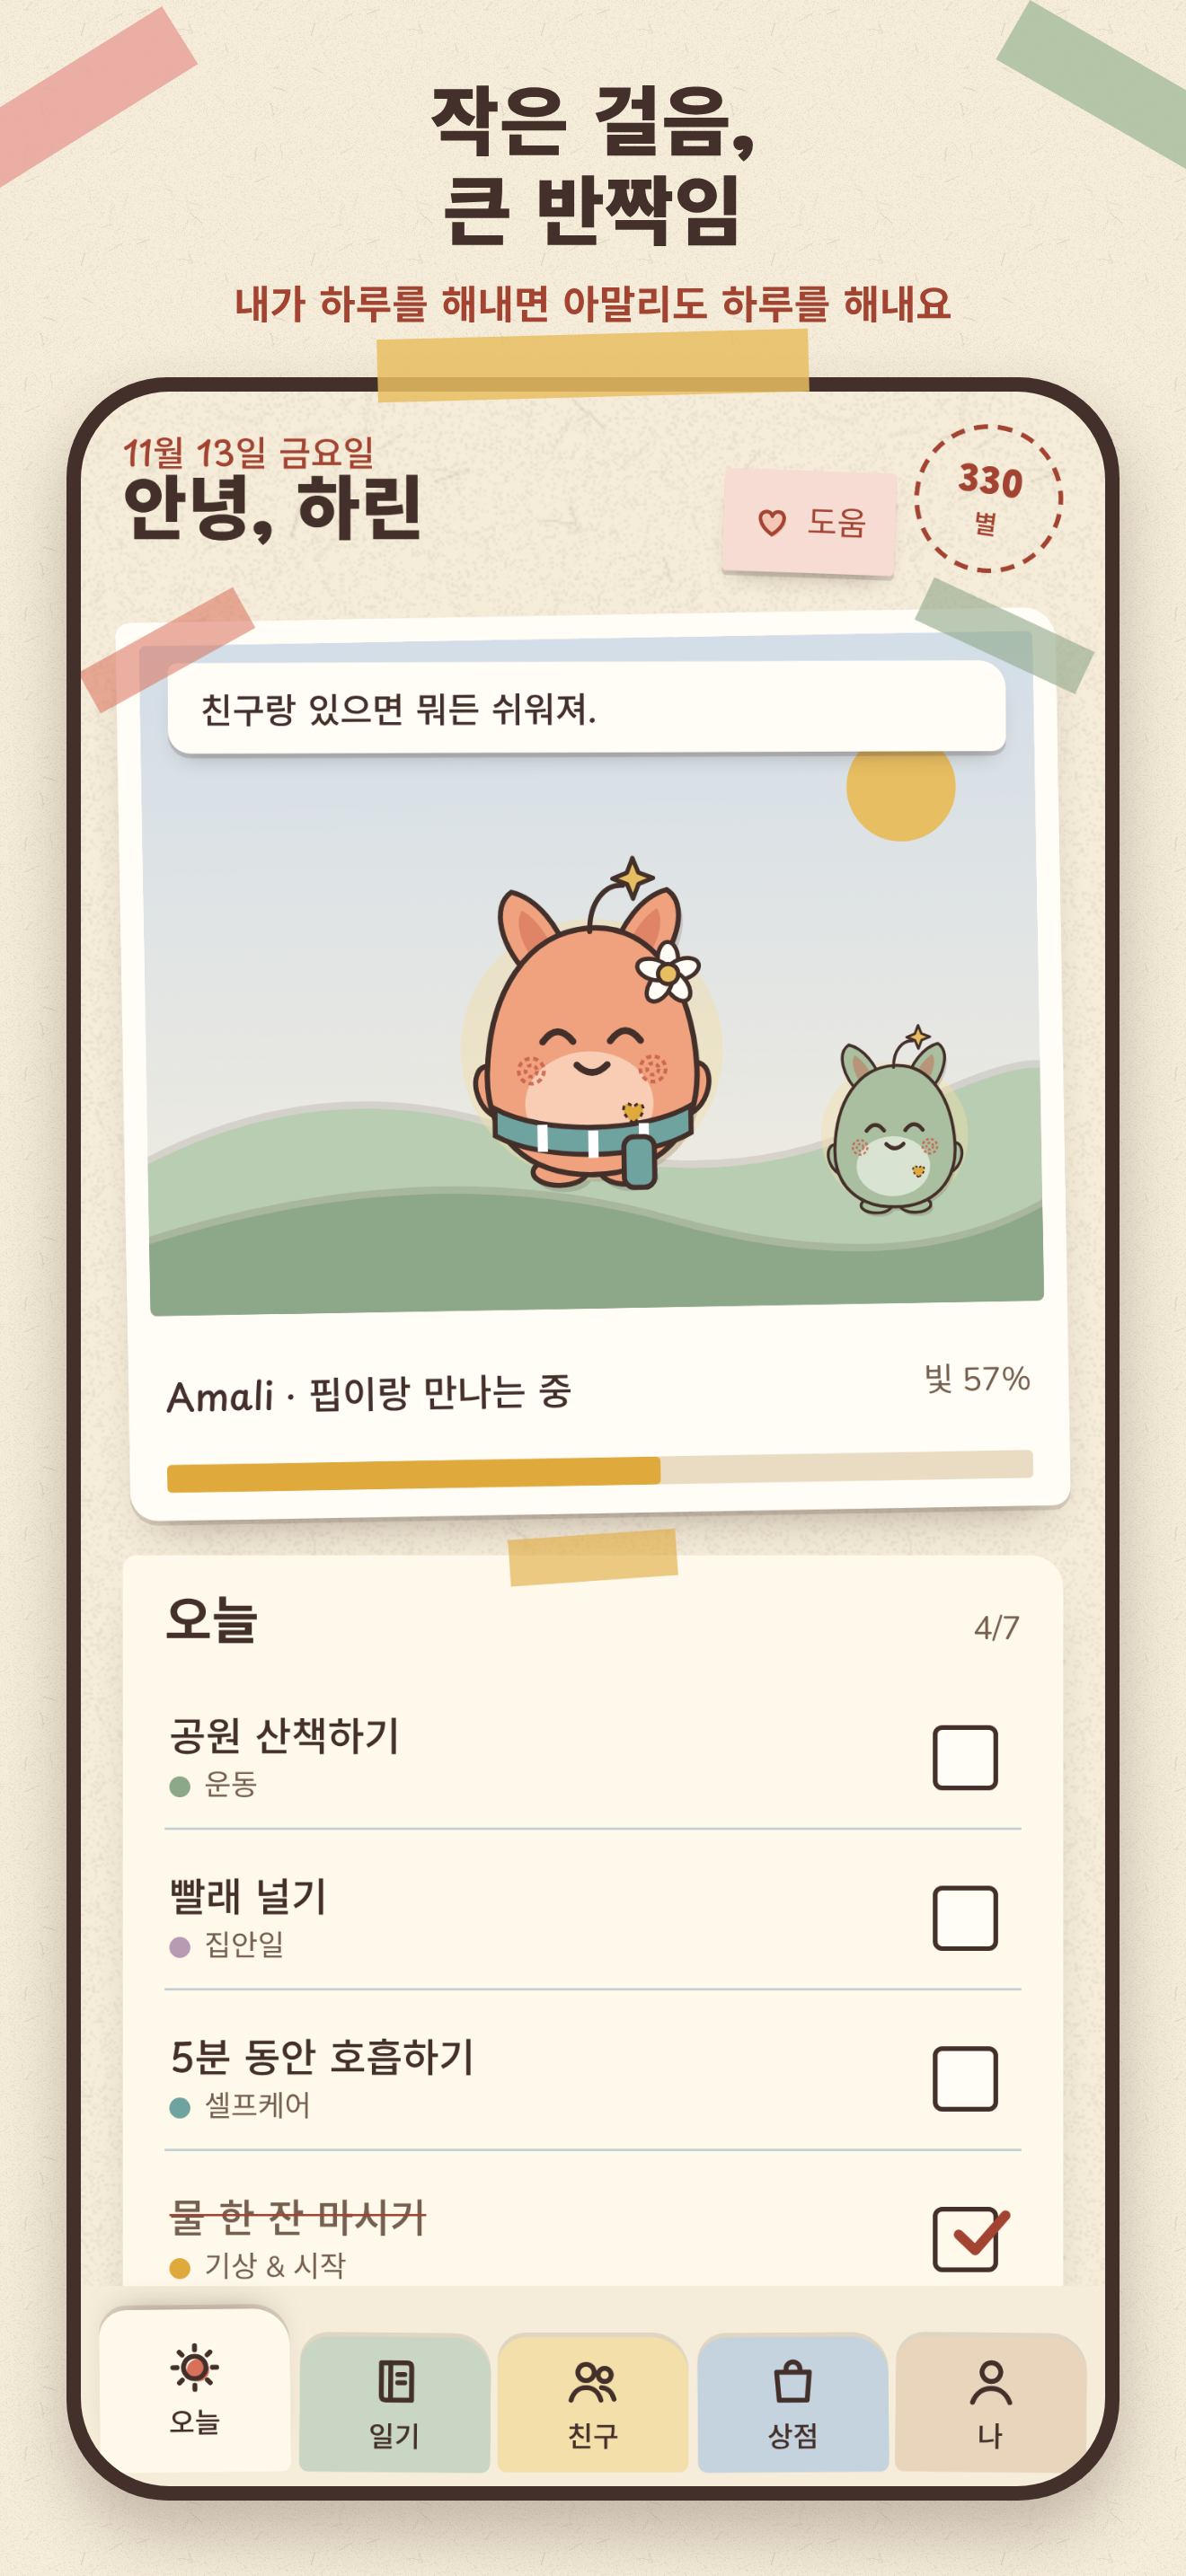 작은 걸음,
큰 반짝임
내가 하루를 해내면 아말리도 하루를 해내요
11월 13일 금요일
안녕, 하린
도움
330
별
친구랑 있으면 뭐든 쉬워져.
Amali · 핍이랑 만나는 중
빛 57%
오늘
4/7
공원 산책하기
운동
빨래 널기
집안일
5분 동안 호흡하기
셀프케어
물 한 잔 마시기
기상 & 시작
오늘
일기
친구
상점
나